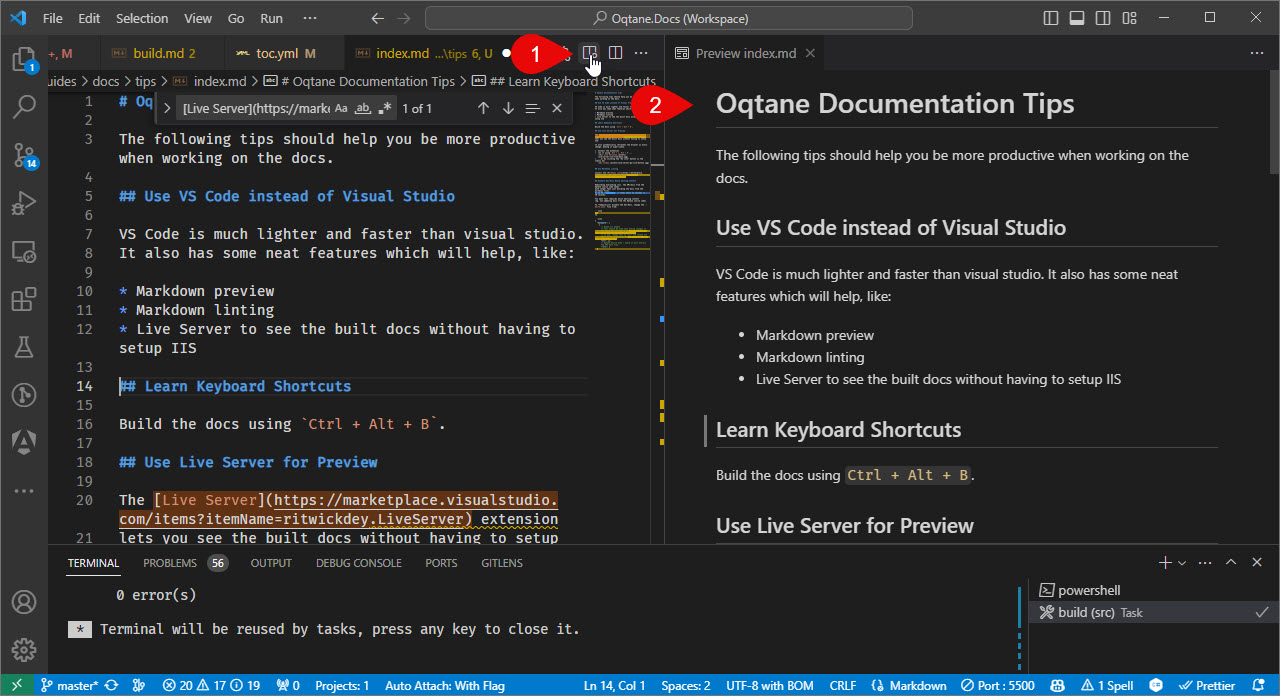 File Edit Selection View Go Run ··· Oqtane.Docs (Workspace)
+, M build.md 2 toc.yml M index.md ...\tips 6, U
1
Preview index.md
1
14
uides > docs > tips > index.md > # Oqtane Documentation Tips > ## Learn Keyboard Shortcuts
[Live Server](https://marke Aa ab 1 of 1
1 # Oq
2
3 The following tips should help you be more productive
when working on the docs.
4
5 ## Use VS Code instead of Visual Studio
6
7 VS Code is much lighter and faster than visual studio.
8 It also has some neat features which will help, like:
9
10 * Markdown preview
11 * Markdown linting
12 * Live Server to see the built docs without having to
setup IIS
13
14 ## Learn Keyboard Shortcuts
15
16 Build the docs using `Ctrl + Alt + B`.
17
18 ## Use Live Server for Preview
19
20 The [Live Server](https://marketplace.visualstudio.
com/items?itemName=ritwickdey.LiveServer) extension
21 lets you see the built docs without having to setup
2
Oqtane Documentation Tips
The following tips should help you be more productive when working on the
docs.
Use VS Code instead of Visual Studio
VS Code is much lighter and faster than visual studio. It also has some neat
features which will help, like:
• Markdown preview
• Markdown linting
• Live Server to see the built docs without having to setup IIS
Learn Keyboard Shortcuts
Build the docs using Ctrl + Alt + B.
Use Live Server for Preview
TERMINAL PROBLEMS 56 OUTPUT DEBUG CONSOLE PORTS GITLENS
0 error(s)
* Terminal will be reused by tasks, press any key to close it.
powershell
build (src) Task
master* 20 17 19 0 Projects: 1 Auto Attach: With Flag Ln 14, Col 1 Spaces: 2 UTF-8 with BOM CRLF Markdown Port : 5500 1 Spell Prettier